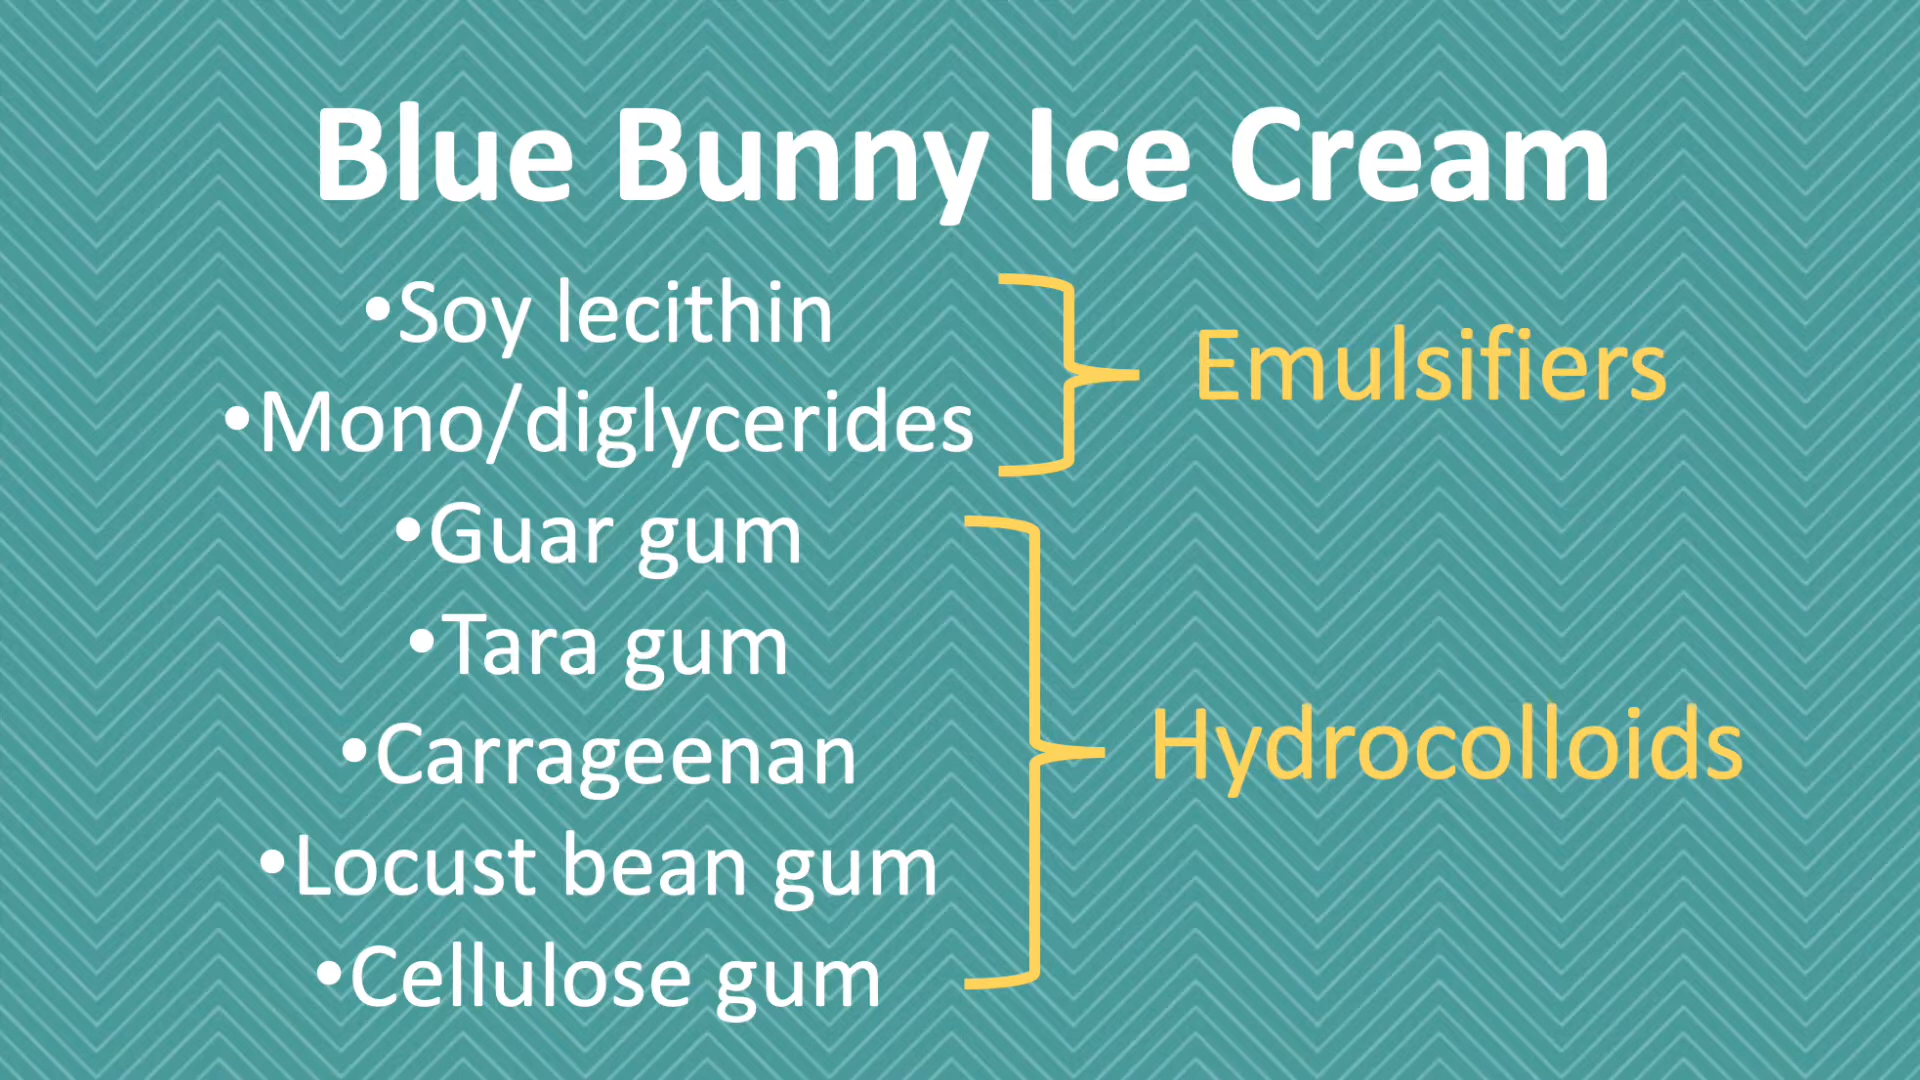 Blue Bunny Ice Cream
•Soy lecithin
•Mono/diglycerides
Emulsifiers
•Guar gum
•Tara gum
•Carrageenan
•Locust bean gum
•Cellulose gum
Hydrocolloids